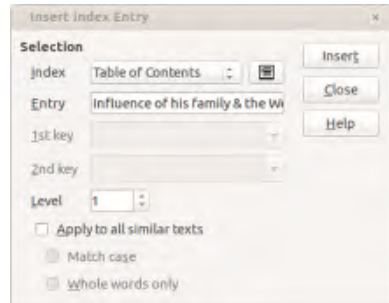 Insert Index Entry
Selection
Index Table of Contents
Entry Influence of his family & the
1st key
2nd key
Level 1
Apply to all similar texts
Match case
Whole words only
Insert
Close
Help